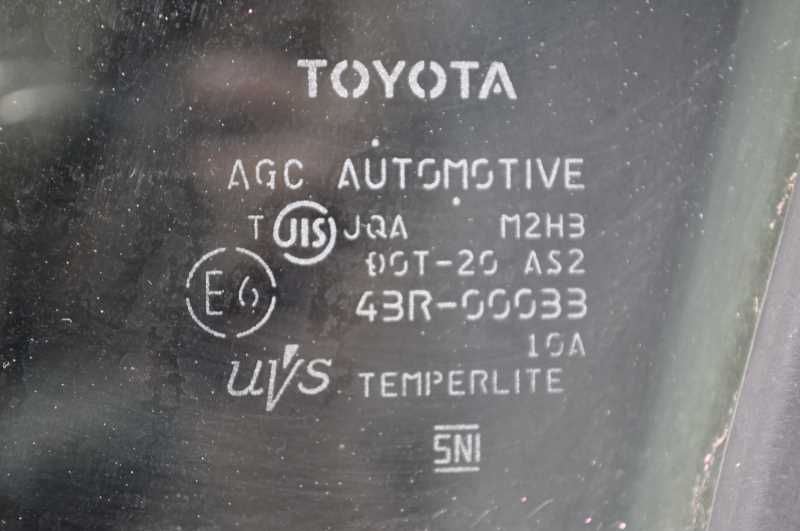 TOYOTA
AGC AUTOMOTIVE
T JIS JQA M2H3
DOT-20 AS2
E6 43R-00033
10A
UVS TEMPERLITE
SNI